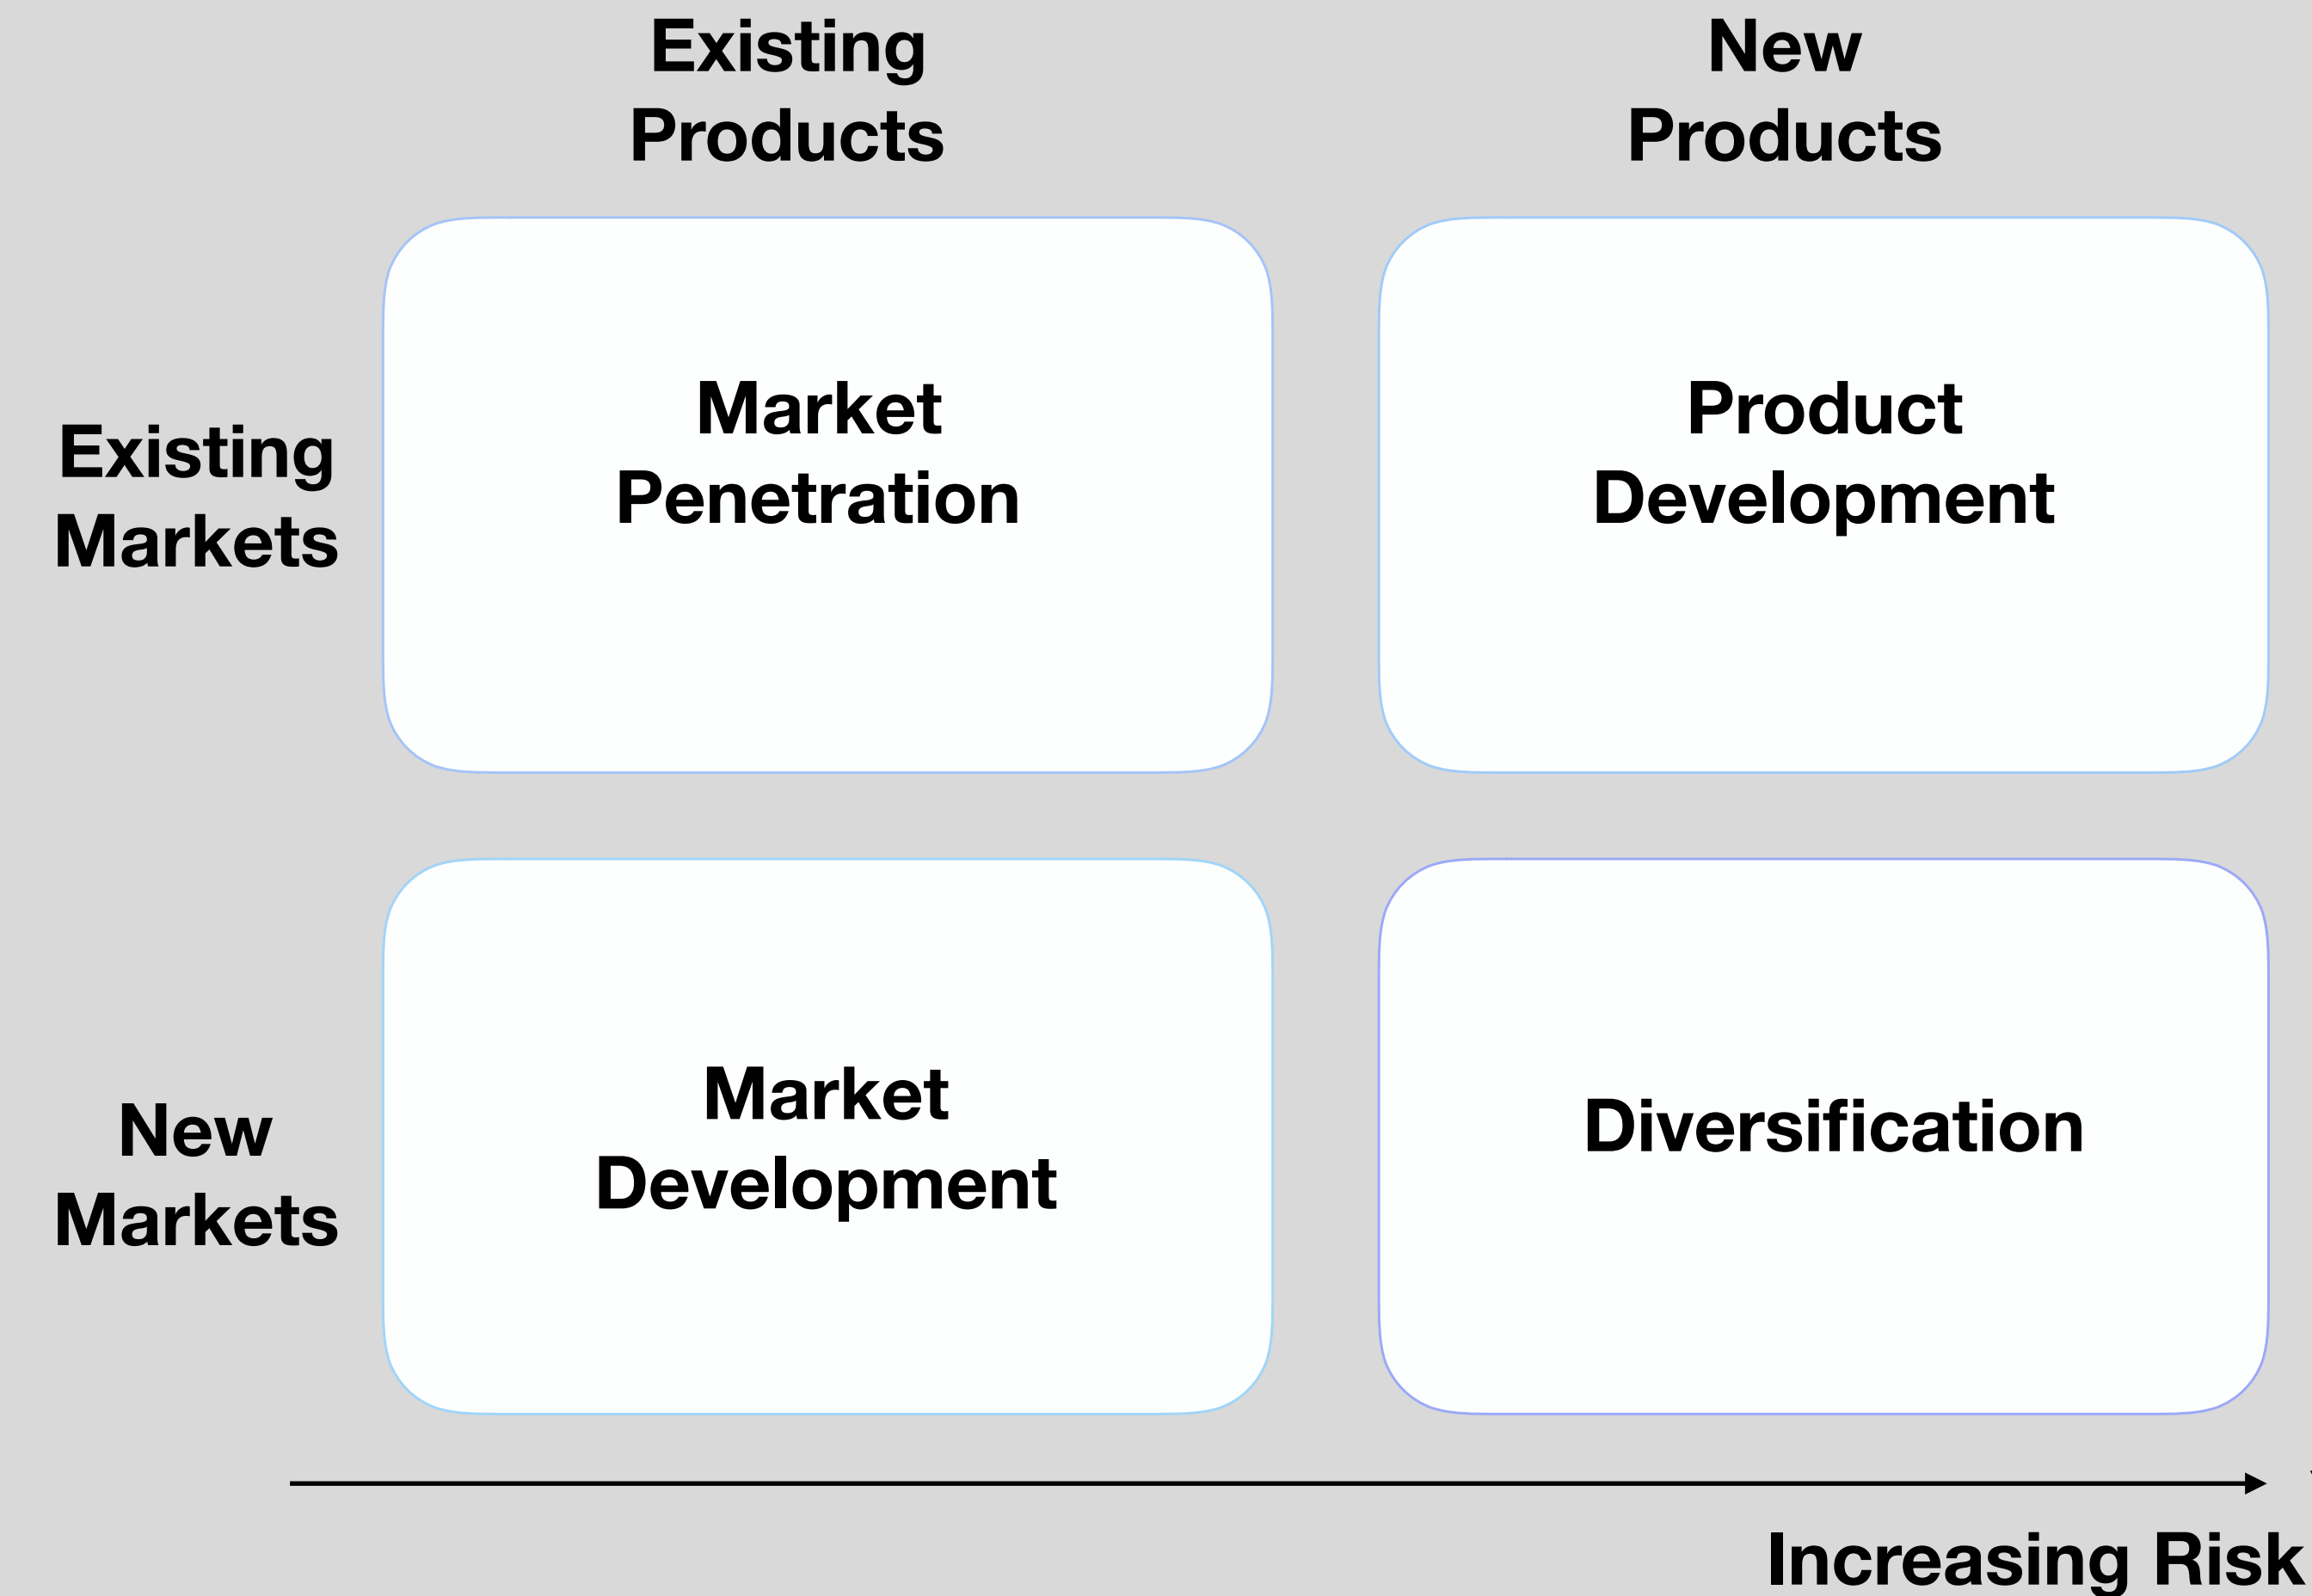 Existing
Products
New
Products
Existing
Markets
Market
Penetration
Product
Development
New
Markets
Market
Development
Diversification
Increasing Risk